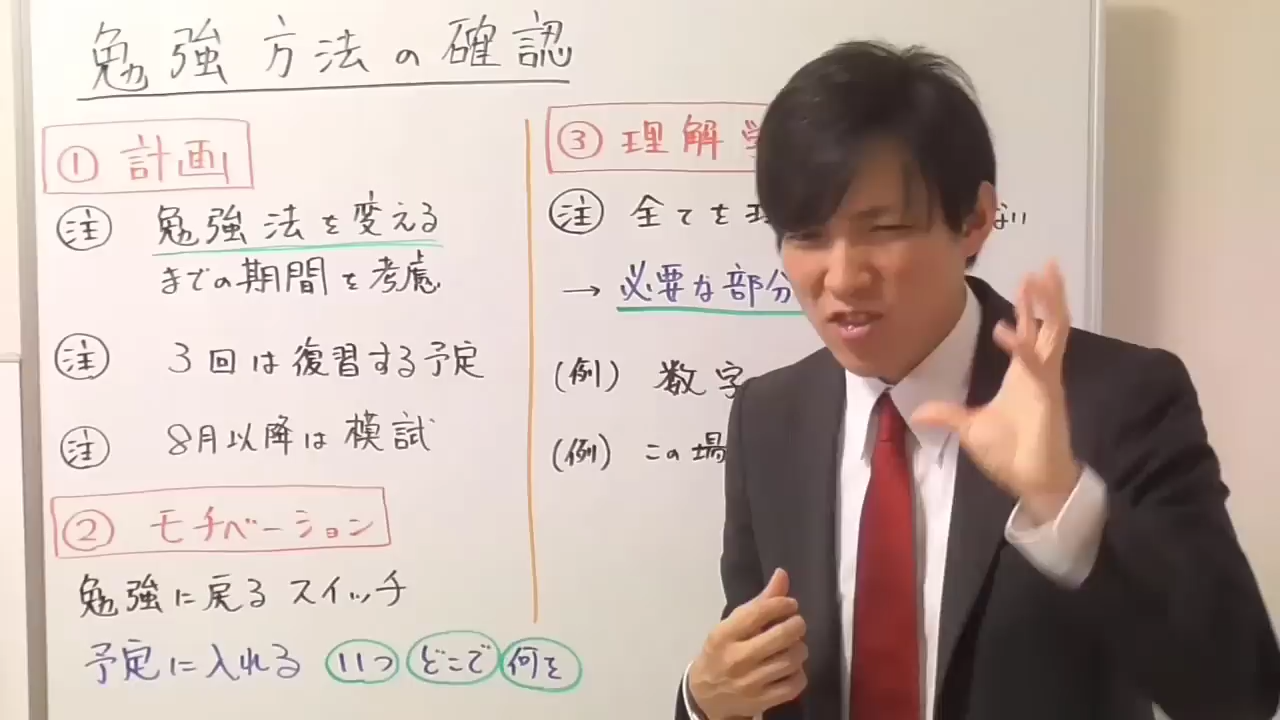 勉強方法の確認
① 計画
注 勉強法を変える
までの期間を考慮
注 3回は復習する予定
注 8月以降は模試
② モチベーション
勉強に戻るスイッチ
予定に入れる いつ どこで 何を
③ 理解
注 全てを ない
→ 必要な部分
(例) 数字
(例) この場